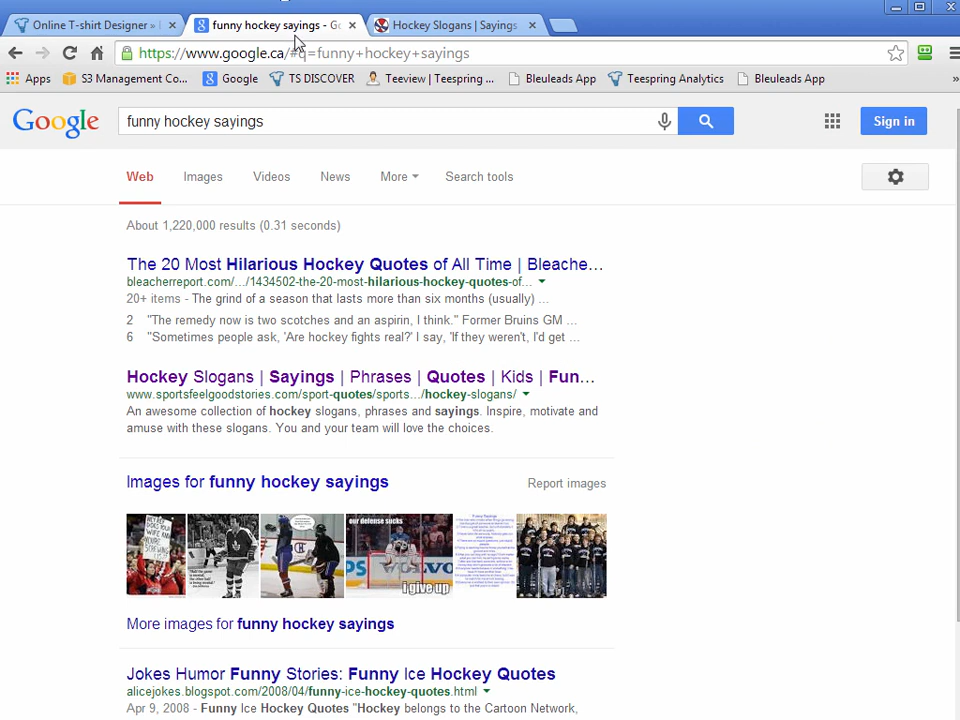 Online T-shirt Designer »
funny hockey sayings - Go
Hockey Slogans | Sayings
https://www.google.ca/#q=funny+hockey+sayings
Apps
S3 Management Co...
Google
TS DISCOVER
Teeview | Teespring ...
Bleuleads App
Teespring Analytics
Bleuleads App
»
Google
funny hockey sayings
Sign in
Web
Images
Videos
News
More
Search tools
About 1,220,000 results (0.31 seconds)
The 20 Most Hilarious Hockey Quotes of All Time | Bleache...
bleacherreport.com/.../1434502-the-20-most-hilarious-hockey-quotes-of...
20+ items - The grind of a season that lasts more than six months (usually) ...
2 "The remedy now is two scotches and an aspirin, I think." Former Bruins GM ...
6 "Sometimes people ask, 'Are hockey fights real?' I say, 'If they weren't, I'd get ...
Hockey Slogans | Sayings | Phrases | Quotes | Kids | Fun...
www.sportsfeelgoodstories.com/sport-quotes/sports.../hockey-slogans/
An awesome collection of hockey slogans, phrases and sayings. Inspire, motivate and
amuse with these slogans. You and your team will love the choices.
Images for funny hockey sayings
Report images
our defense sucks
i give up
More images for funny hockey sayings
Jokes Humor Funny Stories: Funny Ice Hockey Quotes
alicejokes.blogspot.com/2008/04/funny-ice-hockey-quotes.html
Apr 9, 2008 - Funny Ice Hockey Quotes "Hockey belongs to the Cartoon Network,